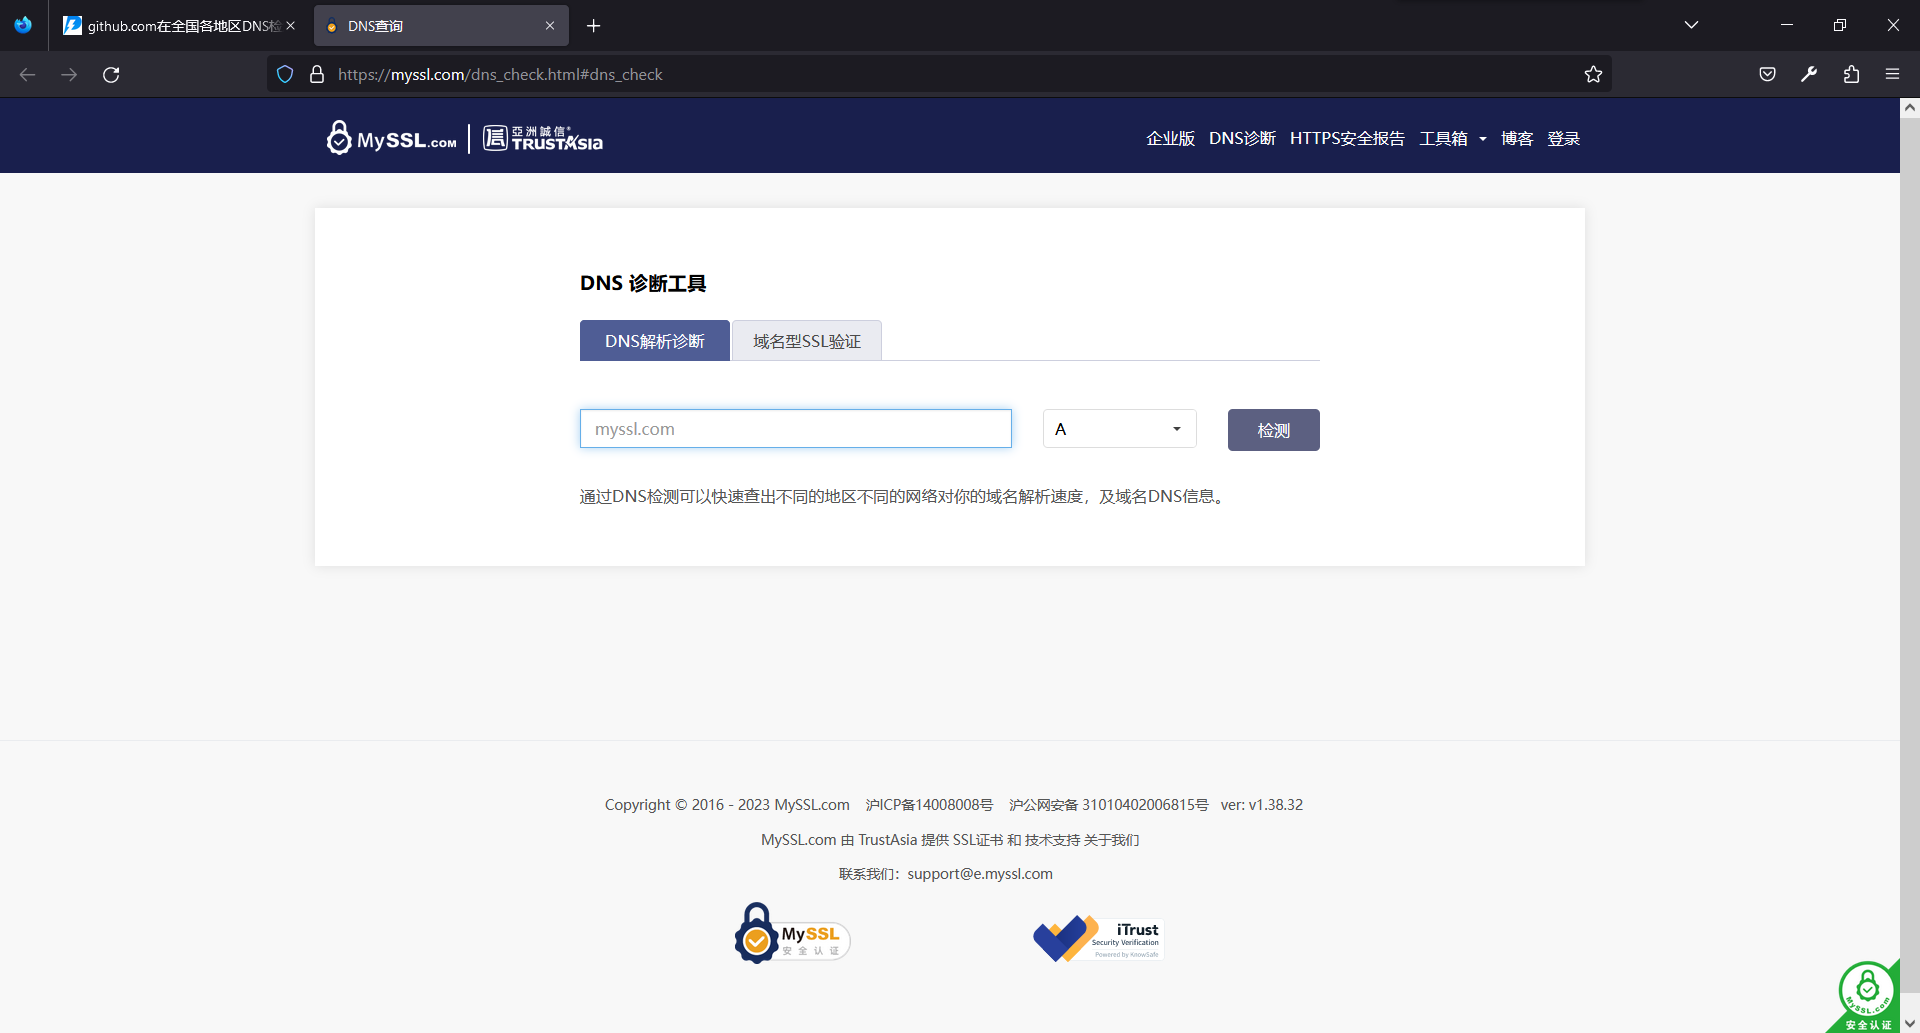 github.com在全国各地区DNS检
DNS查询
https://myssl.com/dns_check.html#dns_check
MySSL.COM
亞洲誠信®
TRUSTAsia
企业版 DNS诊断 HTTPS安全报告 工具箱 博客 登录
DNS 诊断工具
DNS解析诊断 域名型SSL验证
myssl.com A 检测
通过DNS检测可以快速查出不同的地区不同的网络对你的域名解析速度，及域名DNS信息。
Copyright © 2016 - 2023 MySSL.com 沪ICP备14008008号 沪公网安备 31010402006815号 ver: v1.38.32
MySSL.com 由 TrustAsia 提供 SSL证书 和 技术支持 关于我们
联系我们：support@e.myssl.com
MySSL
安全认证
iTrust
Security Verification
Powered by KnowSafe
MySSL.com
安全认证